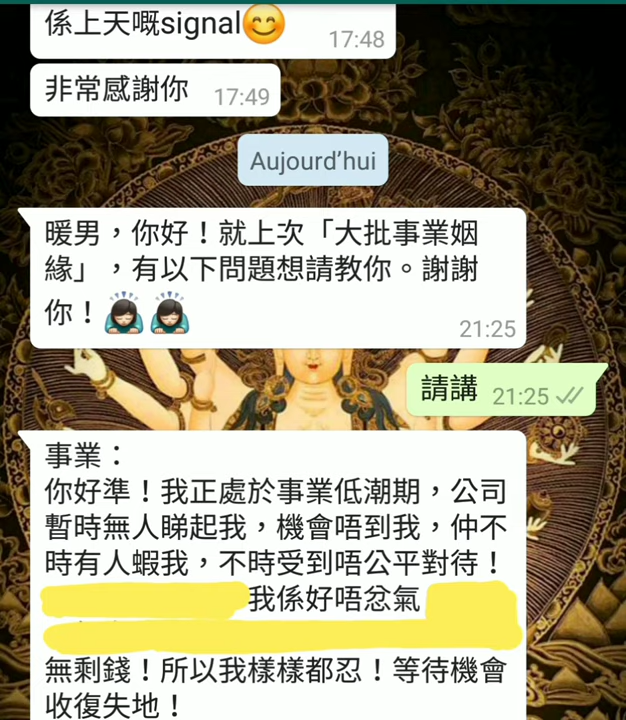 係上天嘅signal😊 17:48
非常感謝你 17:49
Aujourd'hui
暖男，你好！就上次「大批事業姻
緣」，有以下問題想請教你。謝謝
你！🙇🙇 21:25
請講 21:25
事業：
你好準！我正處於事業低潮期，公司
暫時無人睇起我，機會唔到我，仲不
時有人蝦我，不時受到唔公平對待！
我係好唔忿氣
無剩錢！所以我樣樣都忍！等待機會
收復失地！